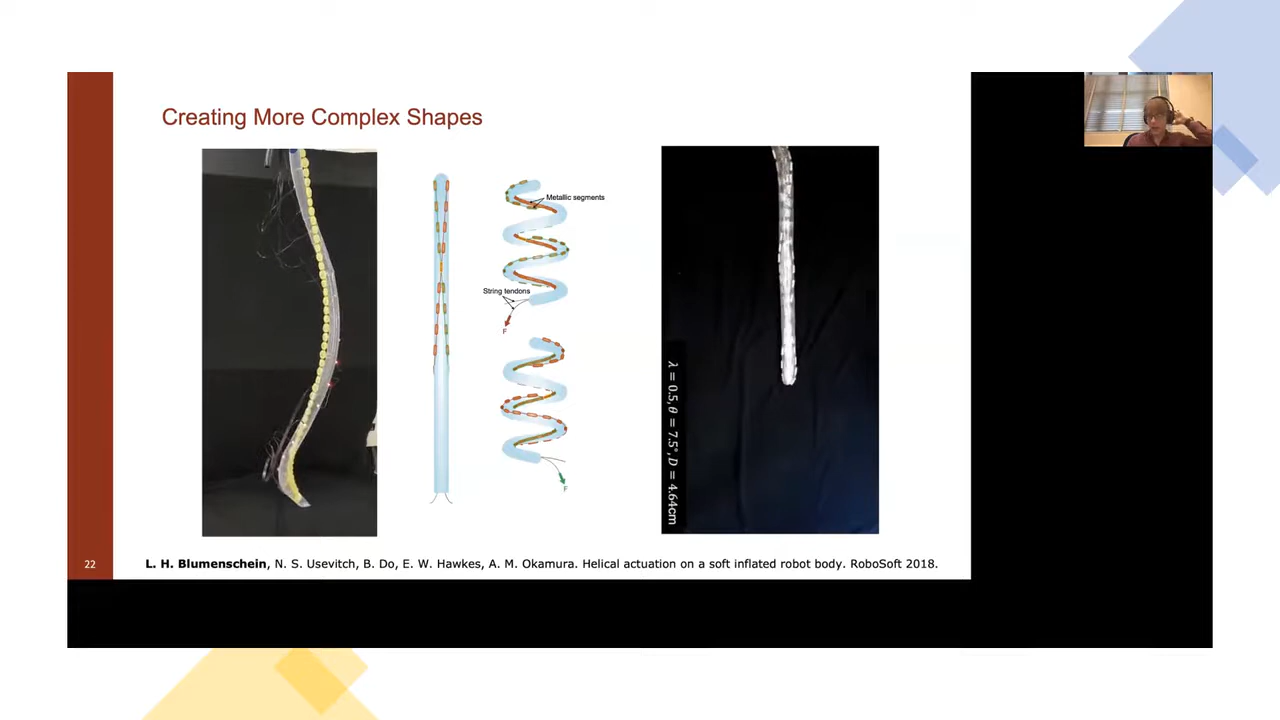 Creating More Complex Shapes
Metallic segments
String tendons
F
F
λ = 0.5, θ = 7.5°, D = 4.64cm
22
L. H. Blumenschein, N. S. Usevitch, B. Do, E. W. Hawkes, A. M. Okamura. Helical actuation on a soft inflated robot body. RoboSoft 2018.